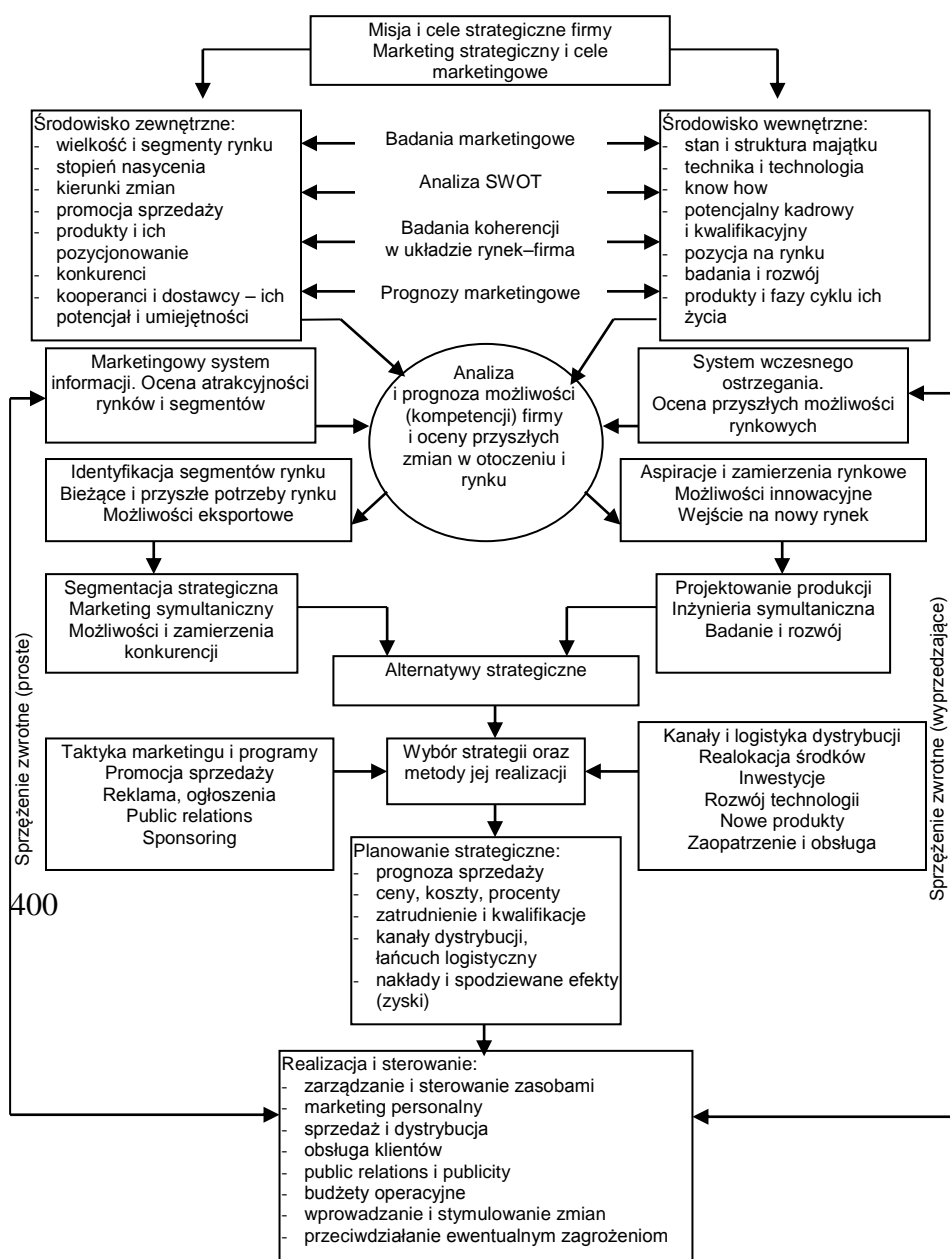 Misja i cele strategiczne firmy
Marketing strategiczny i cele
marketingowe
Środowisko zewnętrzne:
- wielkość i segmenty rynku
- stopień nasycenia
- kierunki zmian
- promocja sprzedaży
- produkty i ich
pozycjonowanie
- konkurenci
- kooperanci i dostawcy – ich
potencjał i umiejętności
Badania marketingowe
Analiza SWOT
Badania koherencji
w układzie rynek–firma
Prognozy marketingowe
Środowisko wewnętrzne:
- stan i struktura majątku
- technika i technologia
- know how
- potencjalny kadrowy
i kwalifikacyjny
- pozycja na rynku
- badania i rozwój
- produkty i fazy cyklu ich
życia
Marketingowy system
informacji. Ocena atrakcyjności
rynków i segmentów
Analiza
i prognoza możliwości
(kompetencji) firmy
i oceny przyszłych
zmian w otoczeniu i
rynku
System wczesnego
ostrzegania.
Ocena przyszłych możliwości
rynkowych
Identyfikacja segmentów rynku
Bieżące i przyszłe potrzeby rynku
Możliwości eksportowe
Aspiracje i zamierzenia rynkowe
Możliwości innowacyjne
Wejście na nowy rynek
Segmentacja strategiczna
Marketing symultaniczny
Możliwości i zamierzenia
konkurencji
Projektowanie produkcji
Inżynieria symultaniczna
Badanie i rozwój
Alternatywy strategiczne
Sprzężenie zwrotne (proste)
Sprzężenie zwrotne (wyprzedzające)
Taktyka marketingu i programy
Promocja sprzedaży
Reklama, ogłoszenia
Public relations
Sponsoring
Wybór strategii oraz
metody jej realizacji
Kanały i logistyka dystrybucji
Realokacja środków
Inwestycje
Rozwój technologii
Nowe produkty
Zaopatrzenie i obsługa
Planowanie strategiczne:
- prognoza sprzedaży
- ceny, koszty, procenty
- zatrudnienie i kwalifikacje
- kanały dystrybucji,
łańcuch logistyczny
- nakłady i spodziewane efekty
(zyski)
400
Realizacja i sterowanie:
- zarządzanie i sterowanie zasobami
- marketing personalny
- sprzedaż i dystrybucja
- obsługa klientów
- public relations i publicity
- budżety operacyjne
- wprowadzanie i stymulowanie zmian
- przeciwdziałanie ewentualnym zagrożeniom